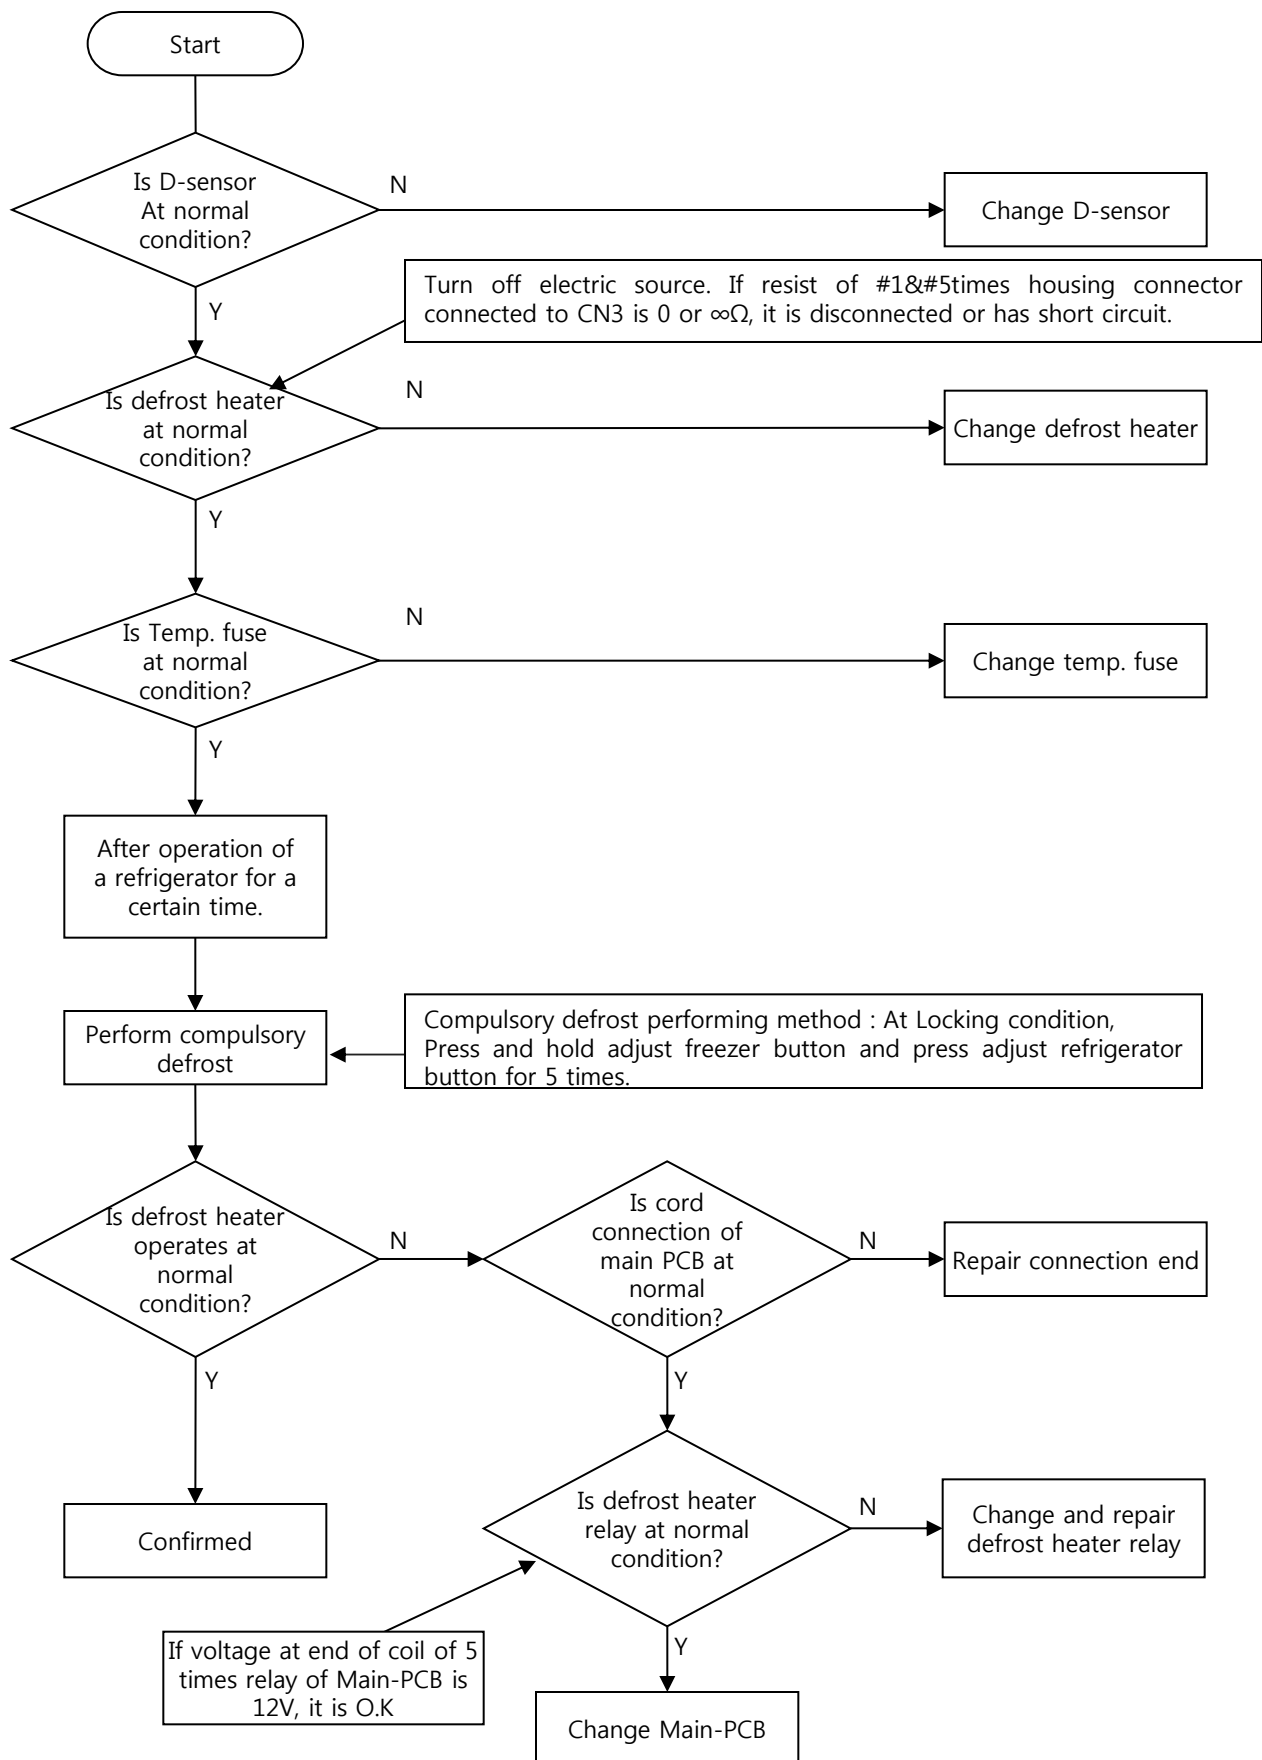 Start
Is D-sensor
At normal
condition?
N
Change D-sensor
Y
Turn off electric source. If resist of #1&#5times housing connector
connected to CN3 is 0 or ∞Ω, it is disconnected or has short circuit.
Is defrost heater
at normal
condition?
N
Change defrost heater
Y
Is Temp. fuse
at normal
condition?
N
Change temp. fuse
Y
After operation of
a refrigerator for a
certain time.
Perform compulsory
defrost
Compulsory defrost performing method : At Locking condition,
Press and hold adjust freezer button and press adjust refrigerator
button for 5 times.
Is defrost heater
operates at
normal
condition?
N
Is cord
connection of
main PCB at
normal
condition?
N
Repair connection end
Y
Y
Confirmed
Is defrost heater
relay at normal
condition?
N
Change and repair
defrost heater relay
If voltage at end of coil of 5
times relay of Main-PCB is
12V, it is O.K
Y
Change Main-PCB